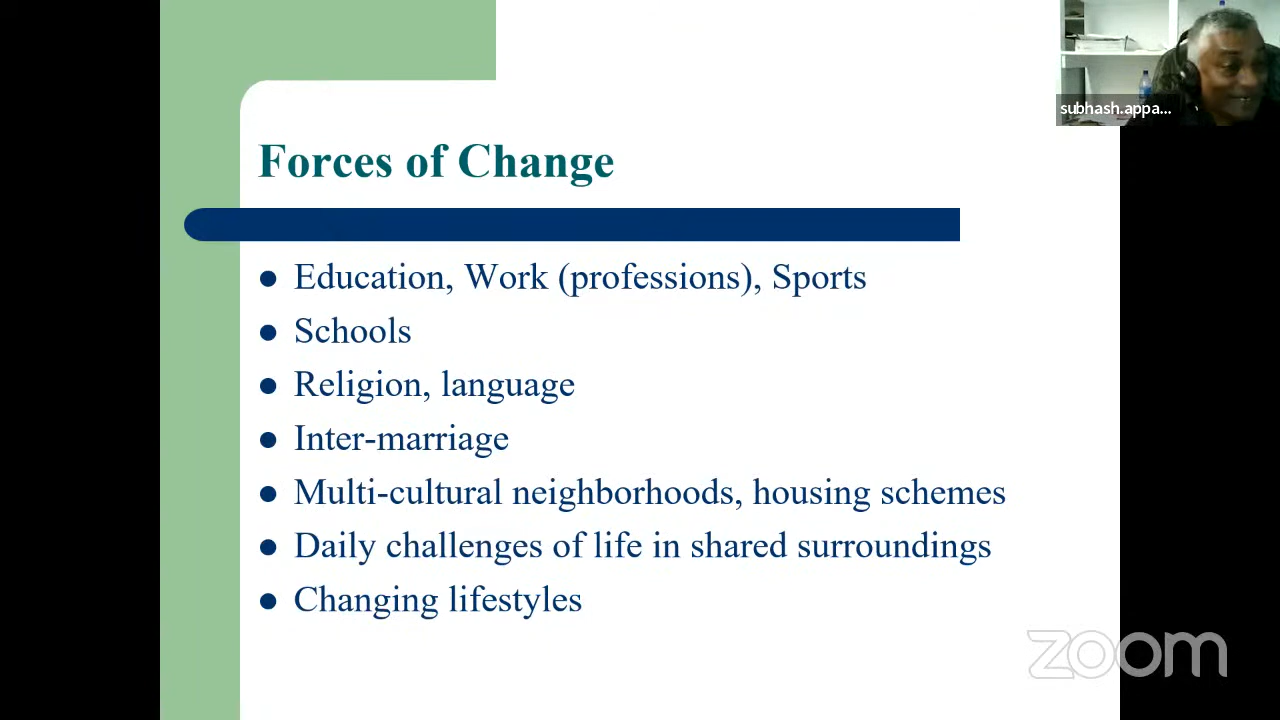 subhash.appa...
Forces of Change
Education, Work (professions), Sports
Schools
Religion, language
Inter-marriage
Multi-cultural neighborhoods, housing schemes
Daily challenges of life in shared surroundings
Changing lifestyles
zoom